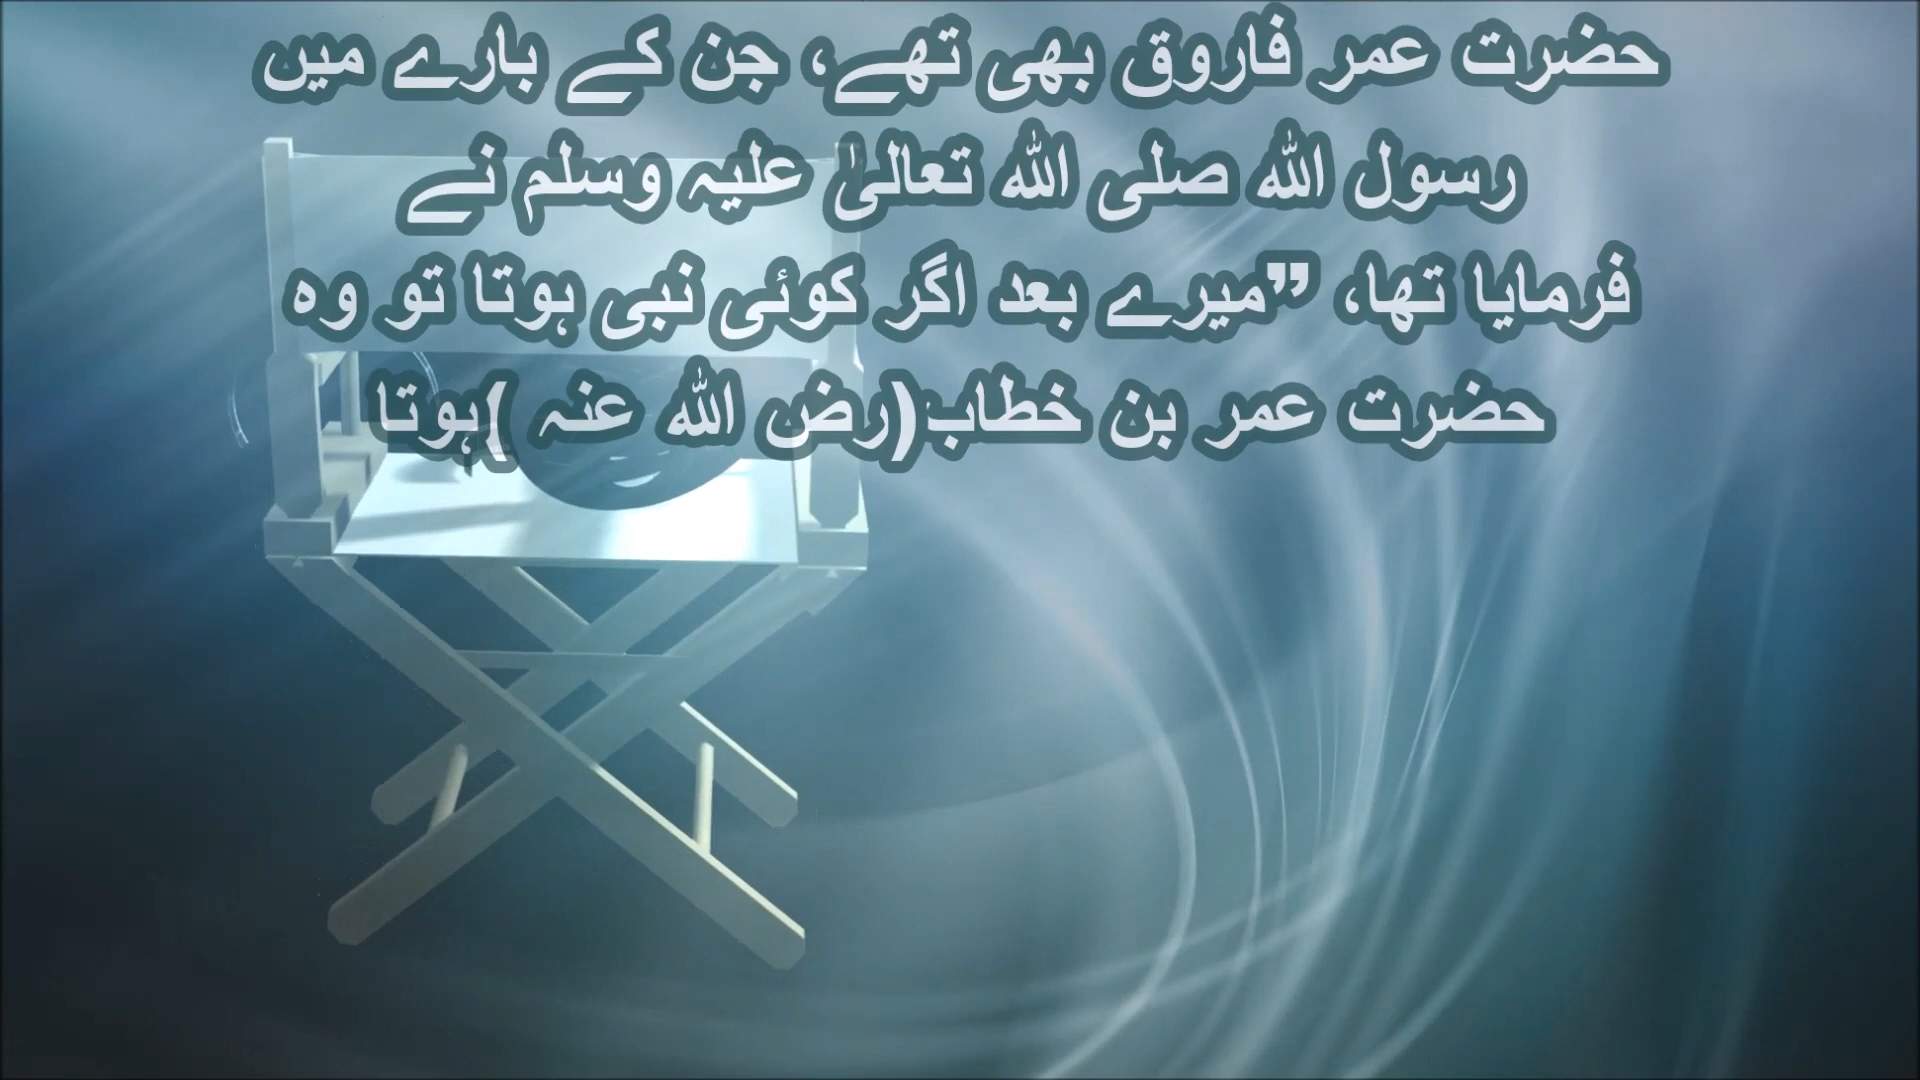 حضرت عمر فاروق بھی تھے، جن کے بارے میں
رسول اللہ صلی اللہ تعالیٰ علیہ وسلم نے
فرمایا تھا، ”میرے بعد اگر کوئی نبی ہوتا تو وہ
حضرت عمر بن خطاب(رض اللہ عنہ )ہوتا